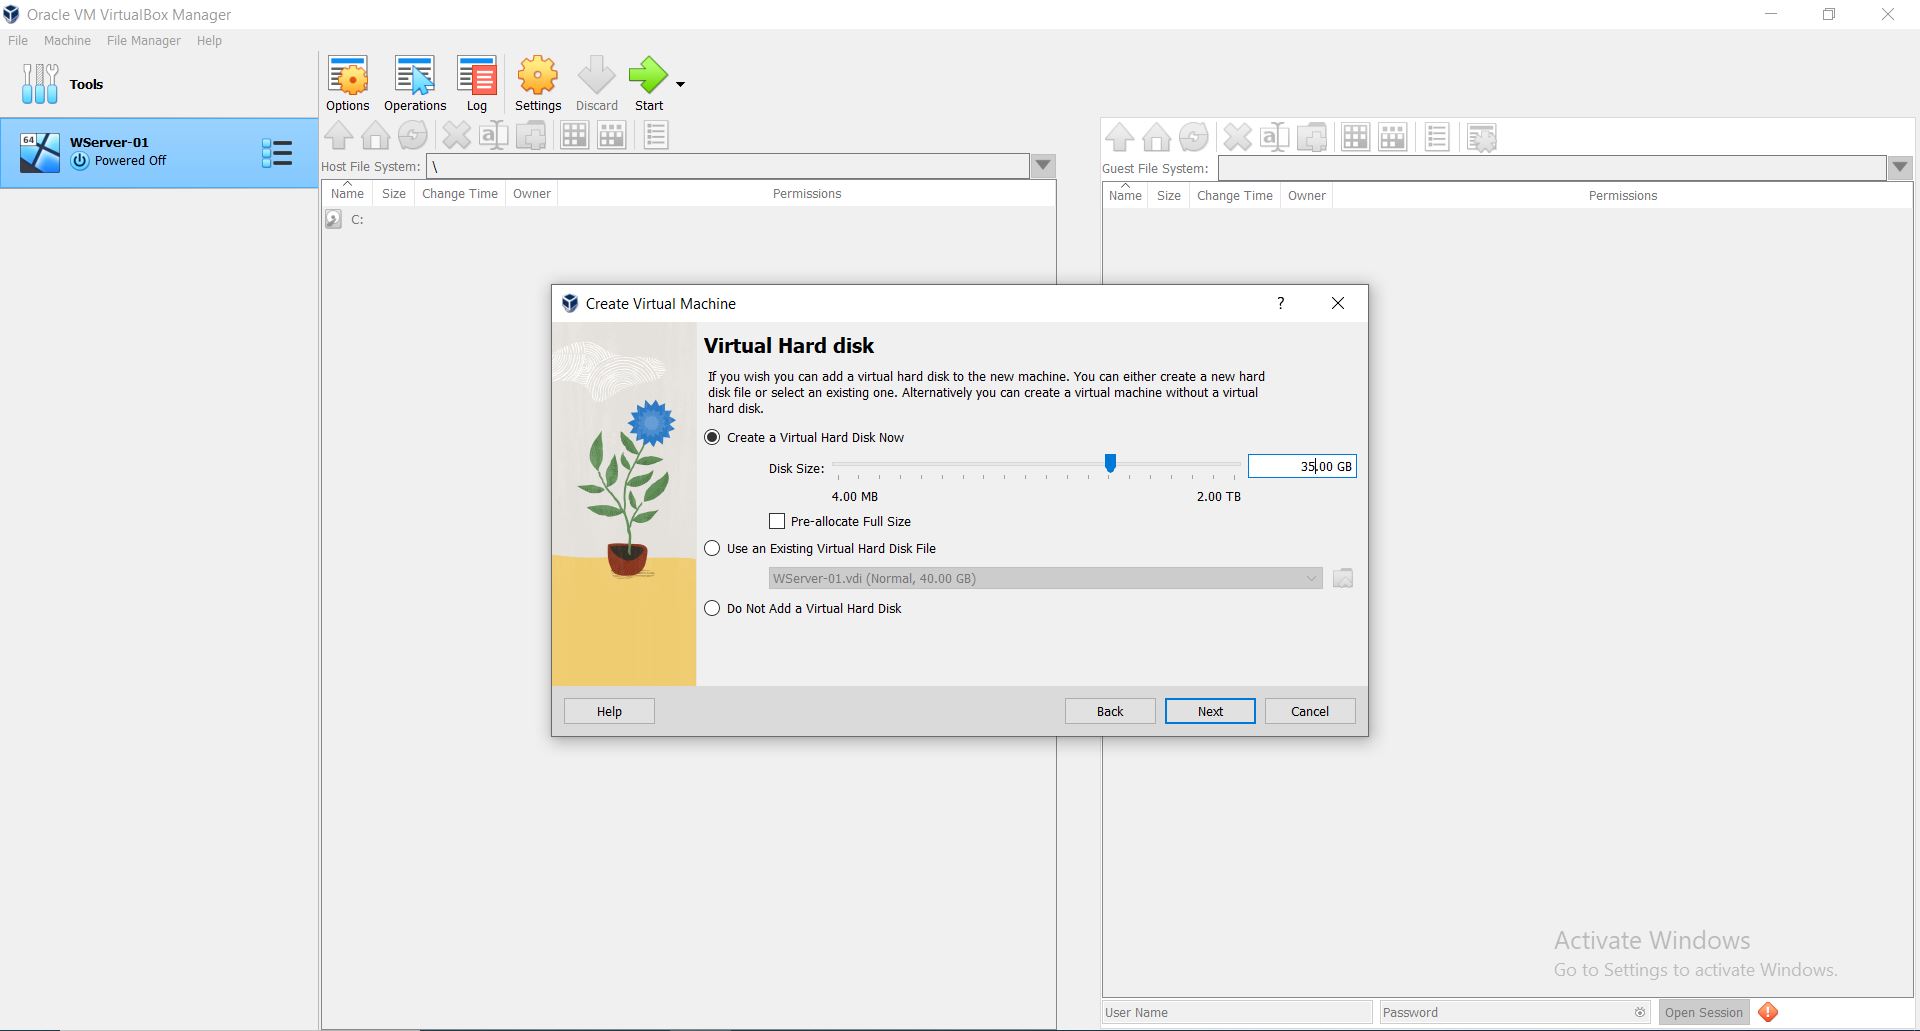 Oracle VM VirtualBox Manager
File Machine File Manager Help
Tools
64 WServer-01
Powered Off
Options Operations Log Settings Discard Start
Host File System: \
Name Size Change Time Owner Permissions
C:
Guest File System:
Name Size Change Time Owner Permissions
Create Virtual Machine ?
Virtual Hard disk
If you wish you can add a virtual hard disk to the new machine. You can either create a new hard
disk file or select an existing one. Alternatively you can create a virtual machine without a virtual
hard disk.
Create a Virtual Hard Disk Now
Disk Size: 35.00 GB
4.00 MB 2.00 TB
Pre-allocate Full Size
Use an Existing Virtual Hard Disk File
WServer-01.vdi (Normal, 40.00 GB)
Do Not Add a Virtual Hard Disk
Help Back Next Cancel
Activate Windows
Go to Settings to activate Windows.
User Name Password Open Session